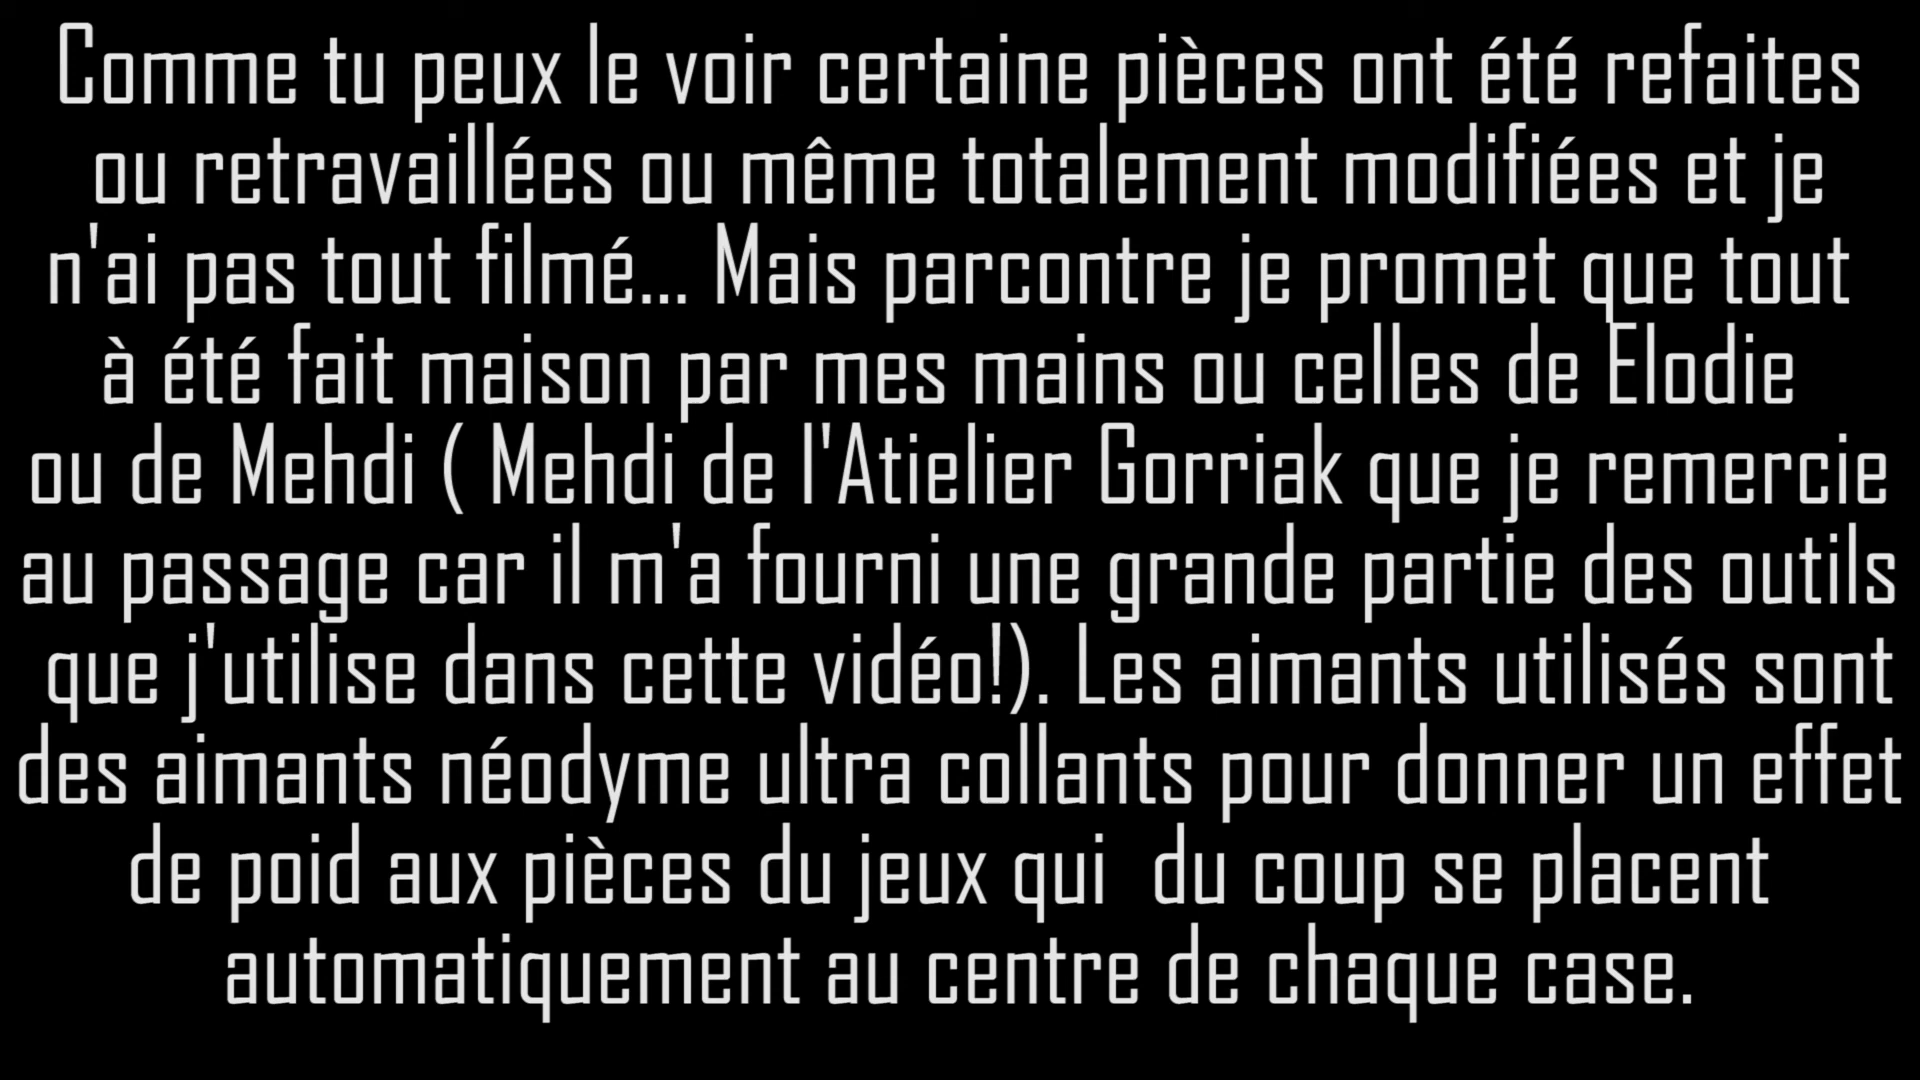 Comme tu peux le voir certaine pièces ont été refaites
ou retravaillées ou même totalement modifiées et je
n'ai pas tout filmé... Mais parcontre je promet que tout
à été fait maison par mes mains ou celles de Elodie
ou de Mehdi ( Mehdi de l'Atielier Gorriak que je remercie
au passage car il m'a fourni une grande partie des outils
que j'utilise dans cette vidéo!). Les aimants utilisés sont
des aimants néodyme ultra collants pour donner un effet
de poid aux pièces du jeux qui  du coup se placent
automatiquement au centre de chaque case.